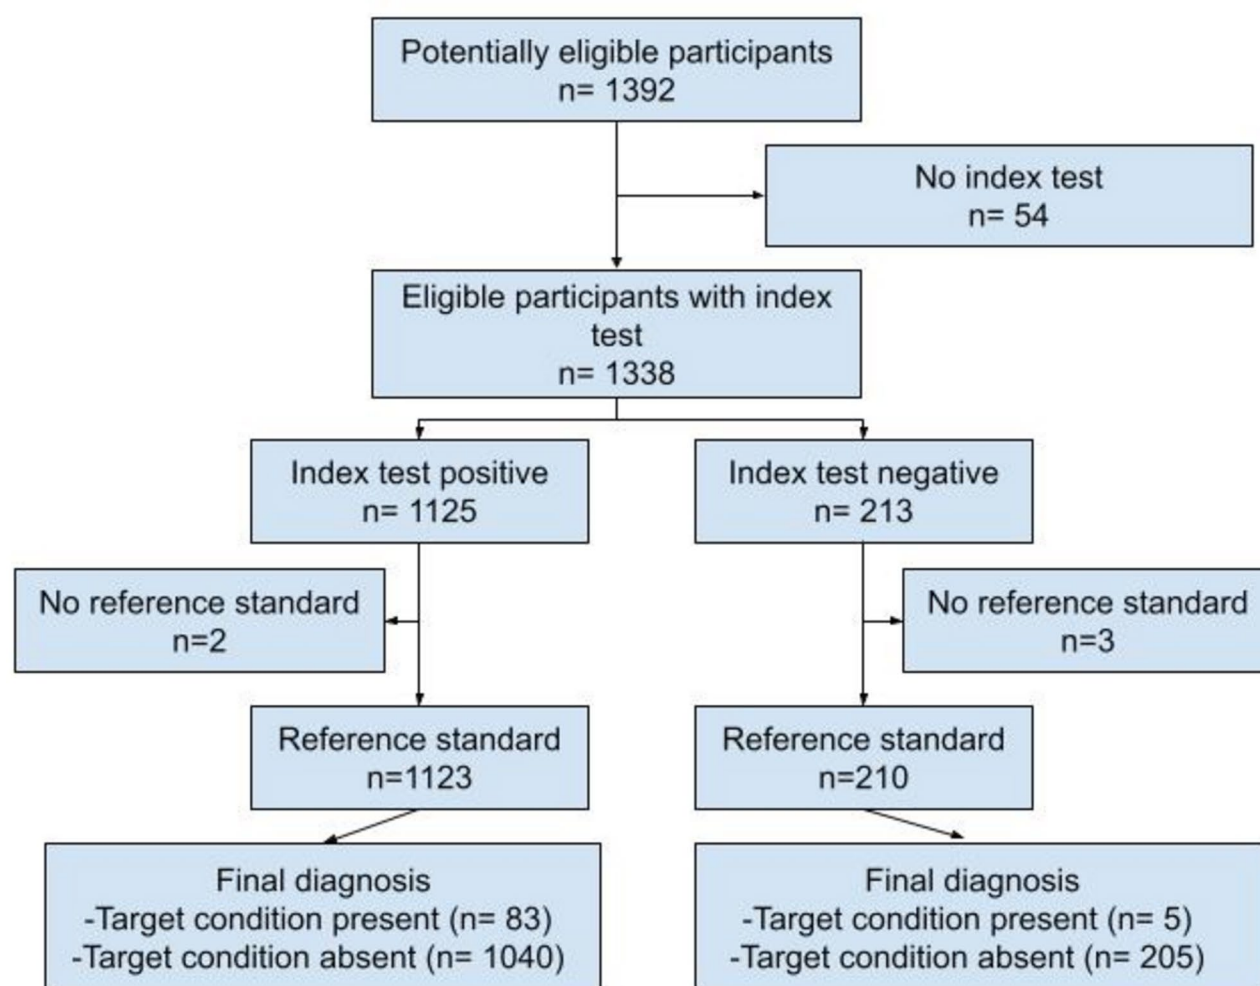 Potentially eligible participants
n= 1392
No index test
n= 54
Eligible participants with index
test
n= 1338
Index test positive
n= 1125
Index test negative
n= 213
No reference standard
n=2
No reference standard
n=3
Reference standard
n=1123
Reference standard
n=210
Final diagnosis
-Target condition present (n= 83)
-Target condition absent (n= 1040)
Final diagnosis
-Target condition present (n= 5)
-Target condition absent (n= 205)